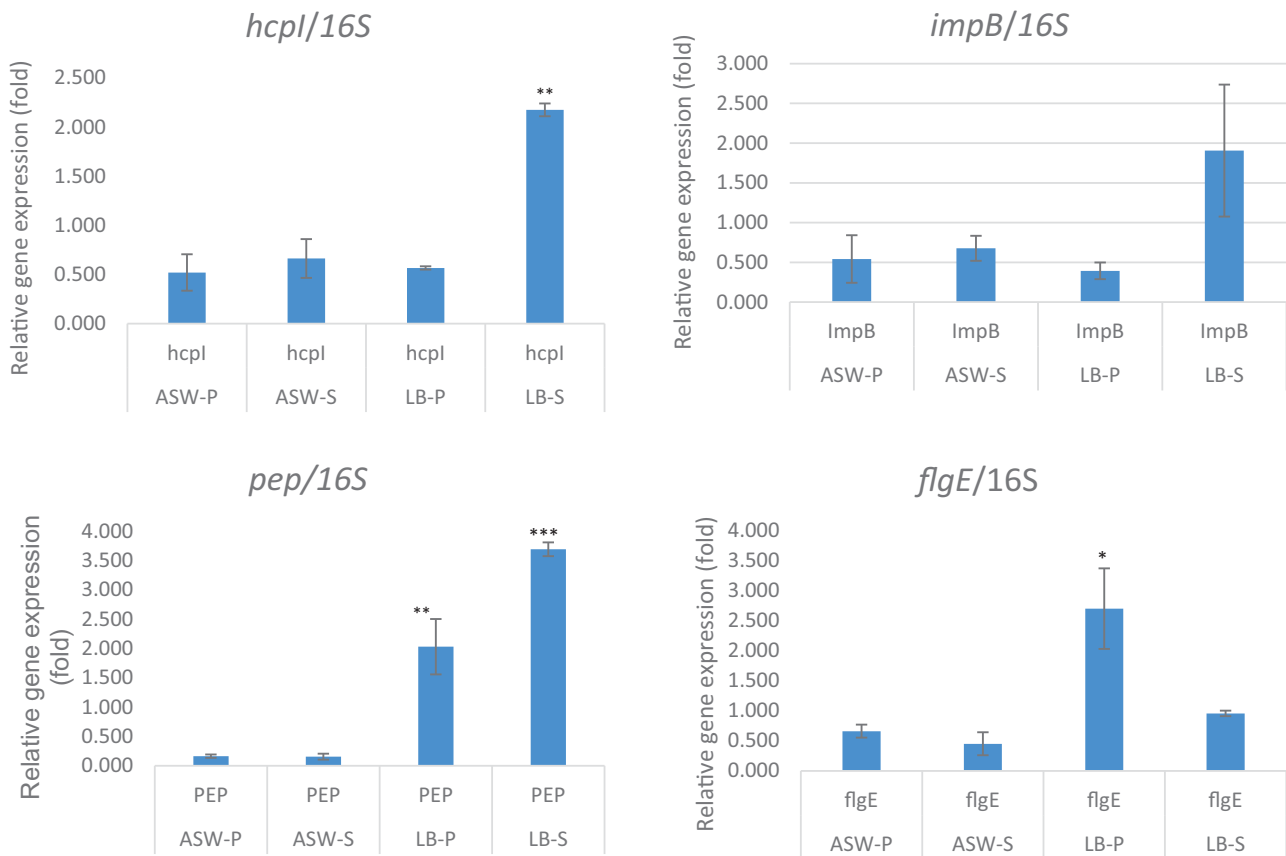 hcpI/16S
Relative gene expression (fold)
2.500
2.000
1.500
1.000
0.500
0.000
**
hcpI hcpI hcpI hcpI
ASW-P ASW-S LB-P LB-S
impB/16S
Relative gene expression (fold)
3.000
2.500
2.000
1.500
1.000
0.500
0.000
ImpB ImpB ImpB ImpB
ASW-P ASW-S LB-P LB-S
pep/16S
Relative gene expression
(fold)
4.000
3.500
3.000
2.500
2.000
1.500
1.000
0.500
0.000
** ***
PEP PEP PEP PEP
ASW-P ASW-S LB-P LB-S
flgE/16S
Relative gene expression (fold)
4.000
3.500
3.000
2.500
2.000
1.500
1.000
0.500
0.000
*
flgE flgE flgE flgE
ASW-P ASW-S LB-P LB-S